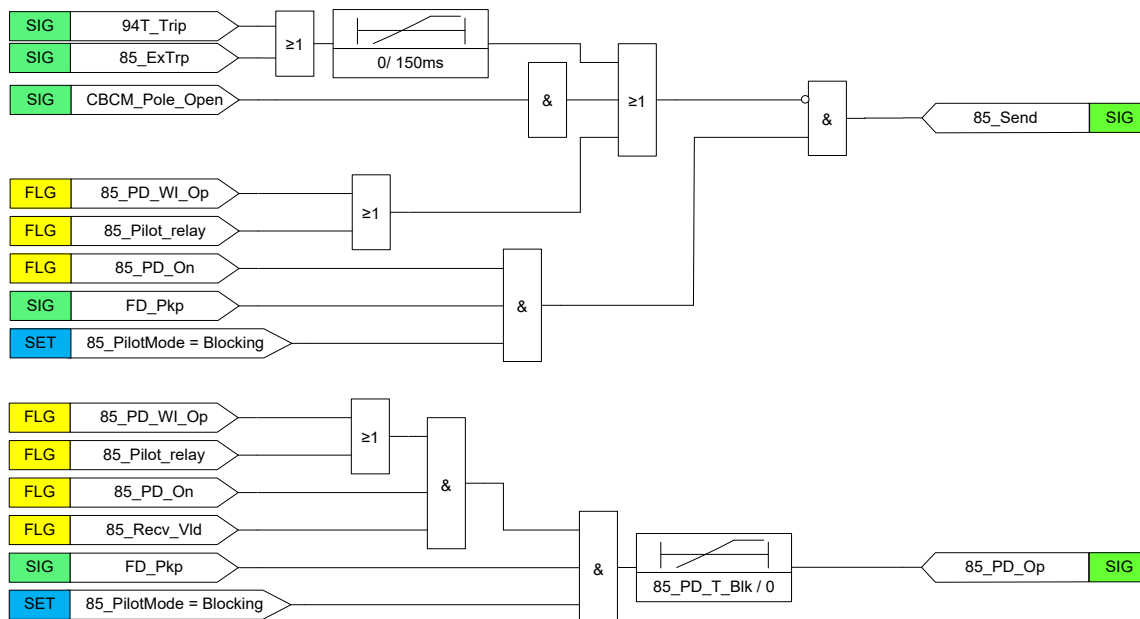 SIG 94T_Trip
SIG 85_ExTrp
≥1
0/ 150ms
SIG CBCM_Pole_Open
&
≥1
&
85_Send SIG
FLG 85_PD_WI_Op
FLG 85_Pilot_relay
≥1
FLG 85_PD_On
SIG FD_Pkp
&
SET 85_PilotMode = Blocking
FLG 85_PD_WI_Op
FLG 85_Pilot_relay
≥1
FLG 85_PD_On
&
FLG 85_Recv_Vld
SIG FD_Pkp
&
85_PD_T_Blk / 0
85_PD_Op SIG
SET 85_PilotMode = Blocking